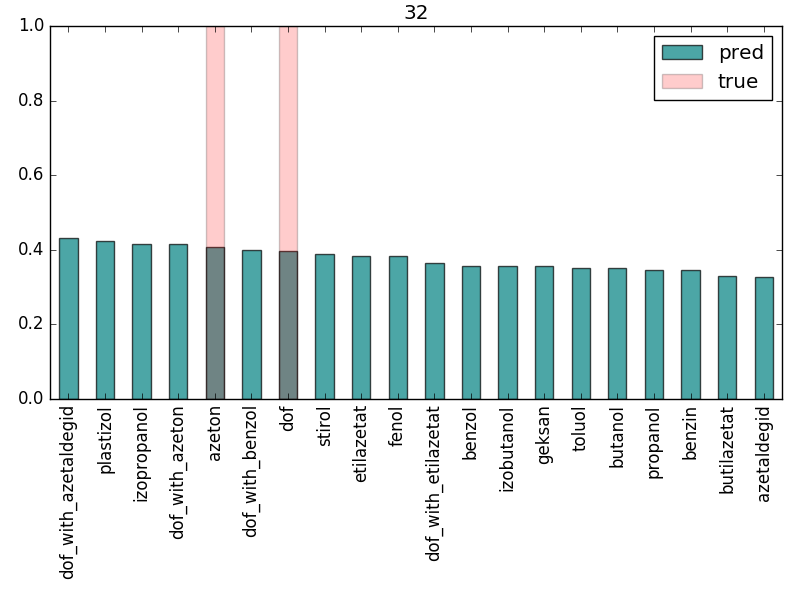 32
1.0
0.8
0.6
0.4
0.2
0.0
pred
true
dof_with_azetaldegid
plastizol
izopropanol
dof_with_azeton
azeton
dof_with_benzol
dof
stirol
etilazetat
fenol
dof_with_etilazetat
benzol
izobutanol
geksan
toluol
butanol
propanol
benzin
butilazetat
azetaldegid